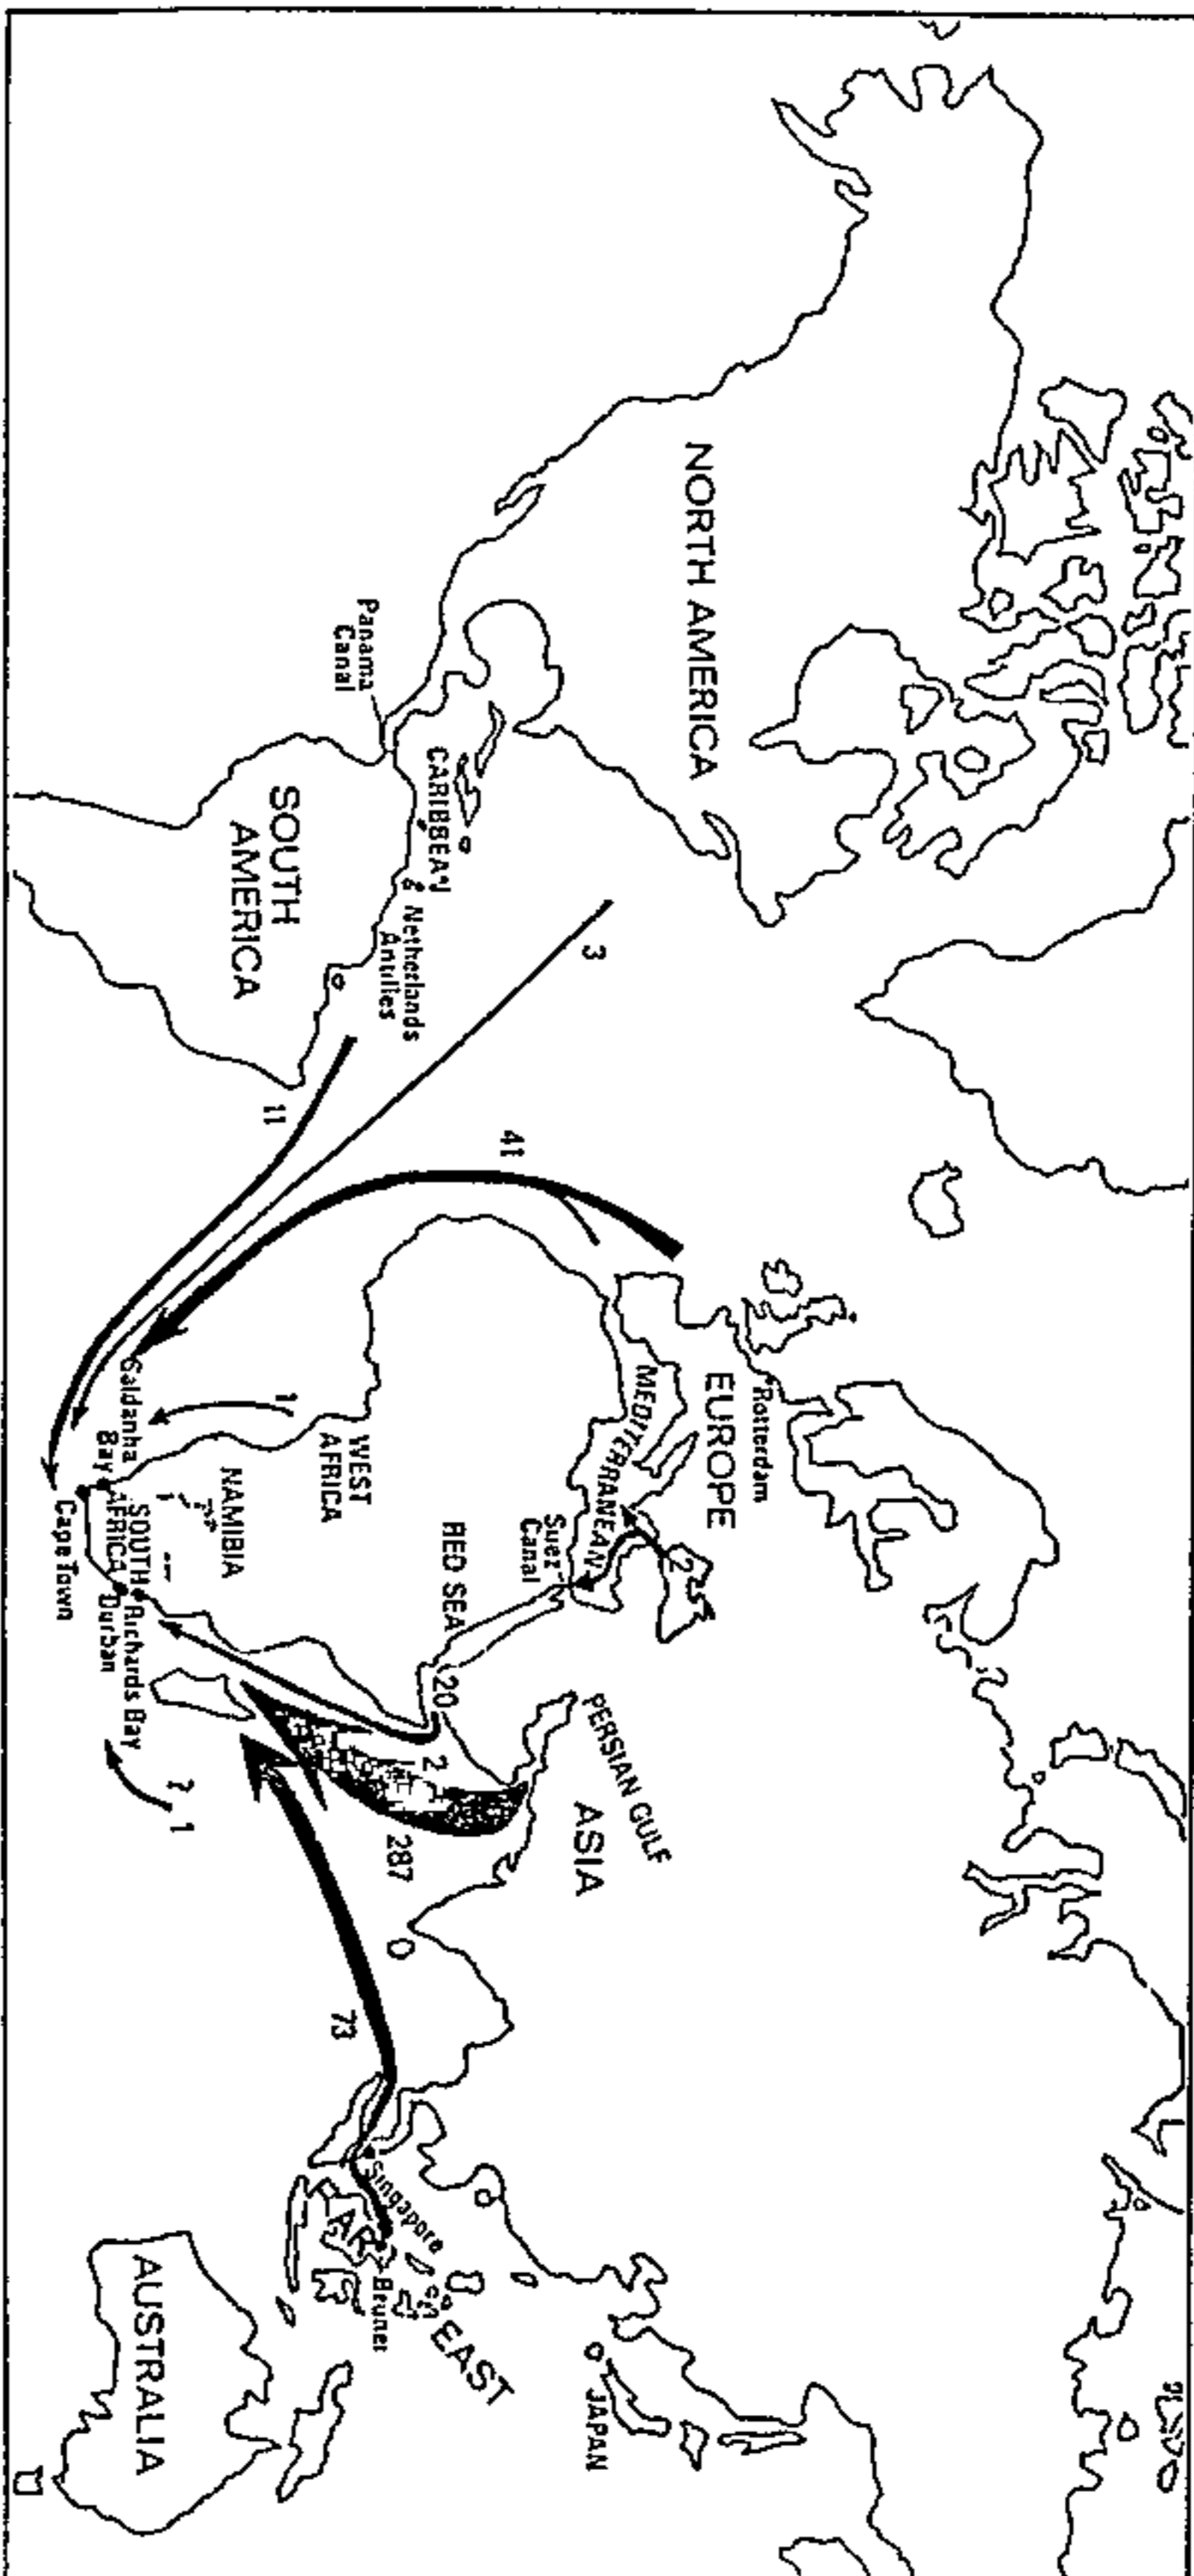 NORTH AMERICA
Panama
Canal
CARIBBEAN
Netherlands
Antilles
SOUTH
AMERICA
3
11
41
EUROPE
Rotterdam
MEDITERRANEAN
2
Suez
Canal
RED SEA
20
2
PERSIAN GULF
ASIA
287
WEST
AFRICA
1
NAMIBIA
Saldanha
Bay
SOUTH
AFRICA
Richards Bay
Durban
Cape Town
? 1
73
Singapore
Brunei
EAST
JAPAN
AUSTRALIA